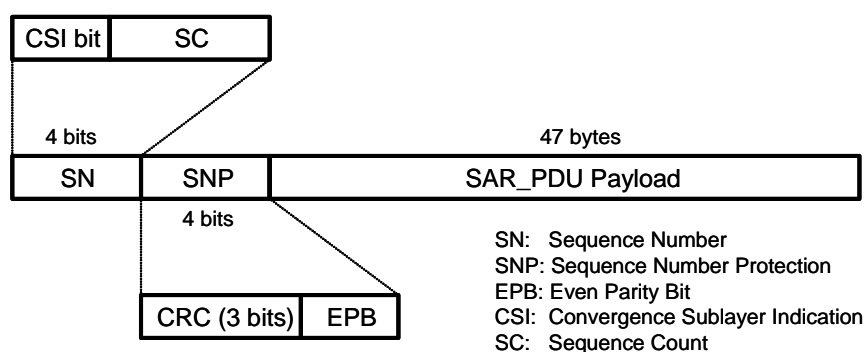 CSI bit SC
4 bits 47 bytes
SN SNP SAR_PDU Payload
4 bits
SN: Sequence Number
SNP: Sequence Number Protection
EPB: Even Parity Bit
CSI: Convergence Sublayer Indication
SC: Sequence Count
CRC (3 bits) EPB